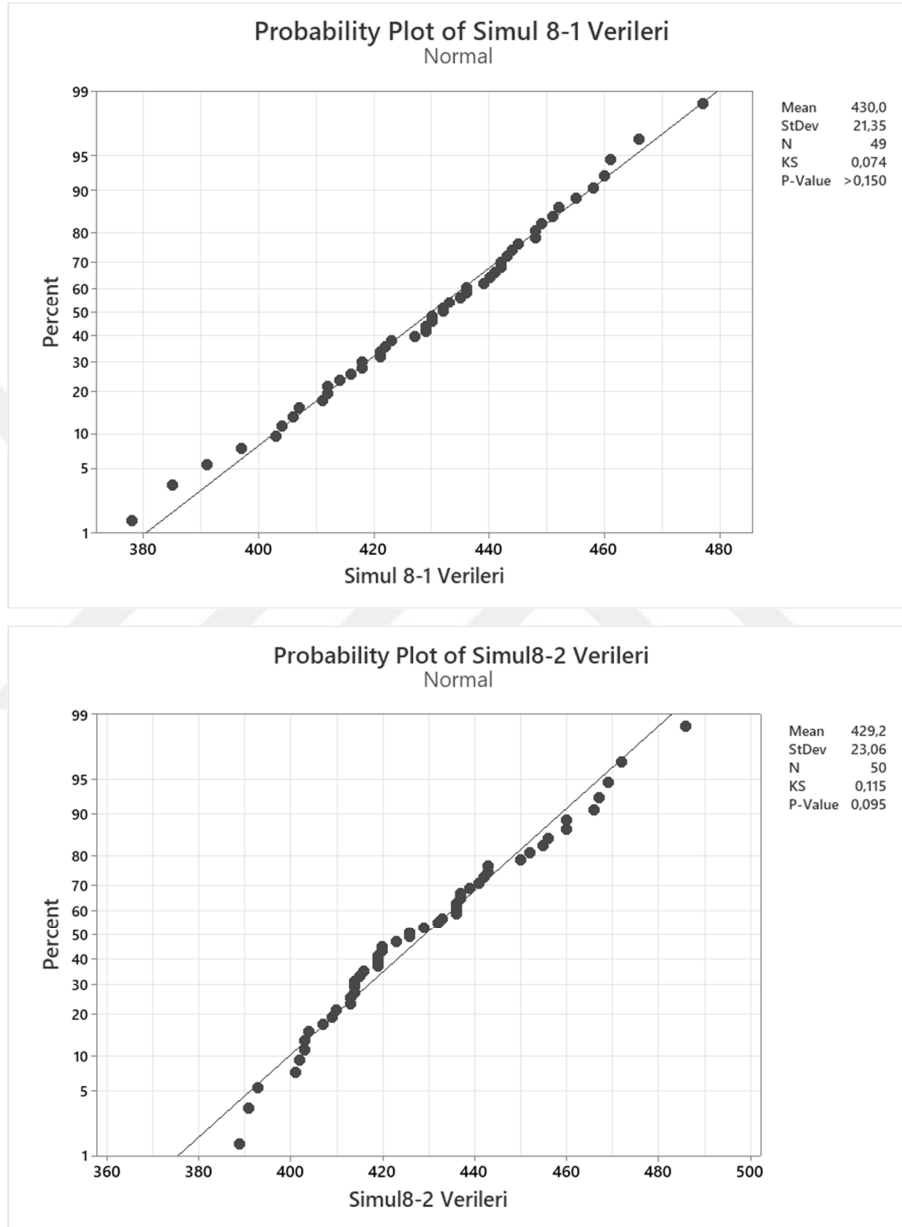 Probability Plot of Simul 8-1 Verileri
Normal
99
95
90
80
70
60
50
40
30
20
10
5
1
Percent
380 400 420 440 460 480
Simul 8-1 Verileri
Mean 430,0
StDev 21,35
N 49
KS 0,074
P-Value >0,150
Probability Plot of Simul8-2 Verileri
Normal
99
95
90
80
70
60
50
40
30
20
10
5
1
Percent
360 380 400 420 440 460 480 500
Simul8-2 Verileri
Mean 429,2
StDev 23,06
N 50
KS 0,115
P-Value 0,095